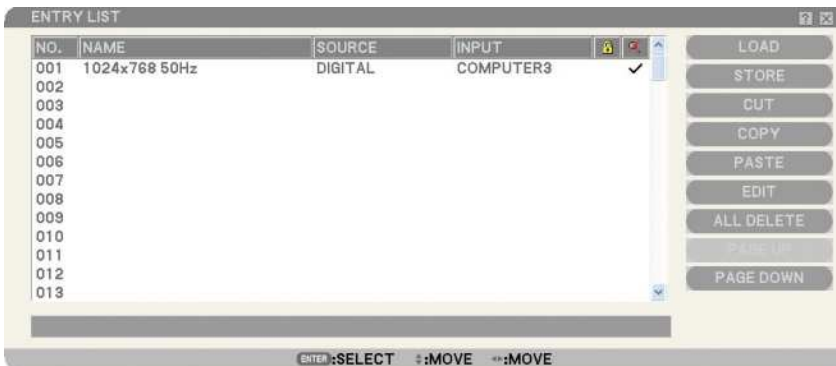 ENTRY LIST
NO. NAME SOURCE INPUT
001 1024x768 50Hz DIGITAL COMPUTER3
002
003
004
005
006
007
008
009
010
011
012
013
LOAD
STORE
CUT
COPY
PASTE
EDIT
ALL DELETE
PAGE UP
PAGE DOWN
ENTER:SELECT :MOVE :MOVE